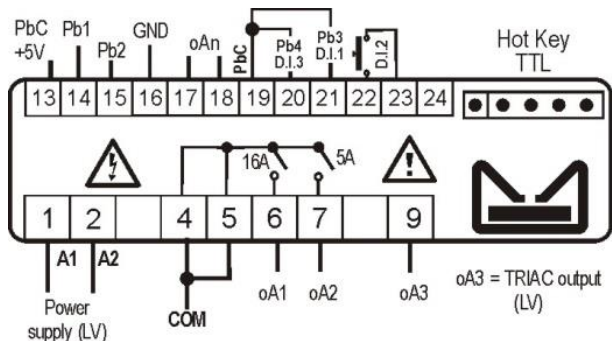 PbC
+5V
Pb1
Pb2
GND
oAn
PbC
Pb4
D.I.3
Pb3
D.I.1
D.I.2
Hot Key
TTL
13 14 15 16 17 18 19 20 21 22 23 24
16A
5A
1 2 4 5 6 7 9
A1
A2
Power
supply (LV)
COM
oA1
oA2
oA3
oA3 = TRIAC output
(LV)